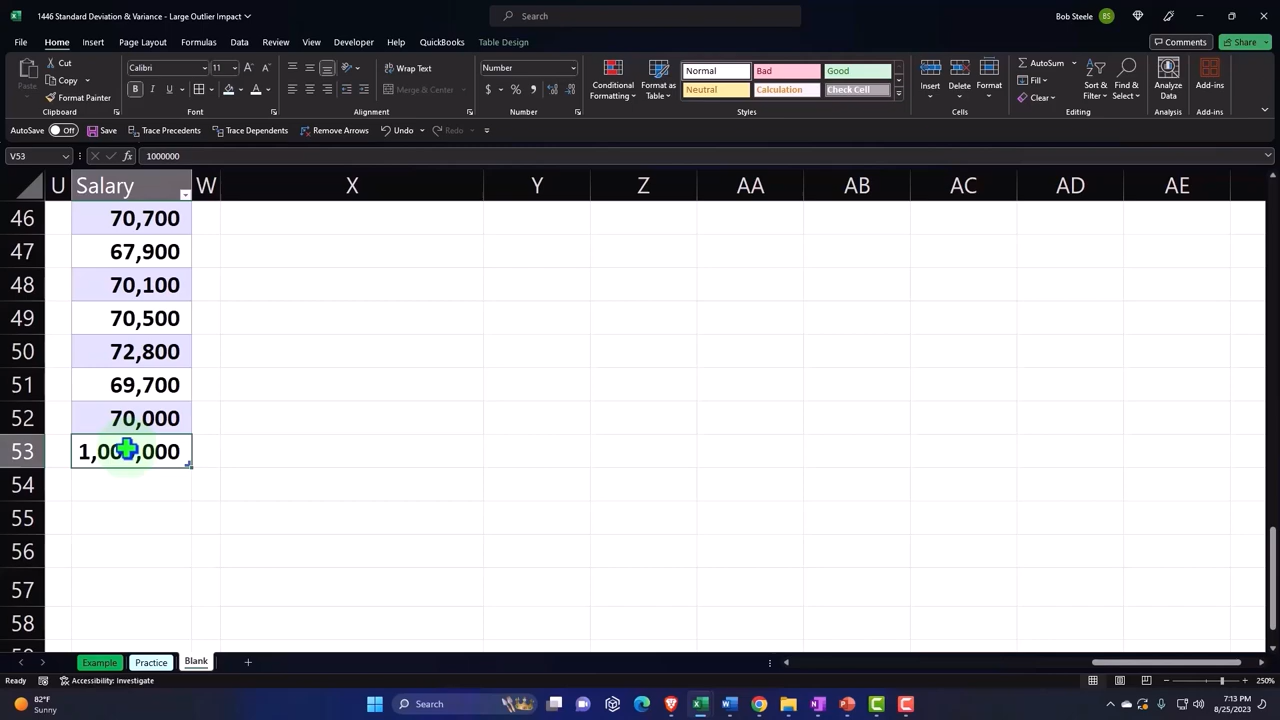 1446 Standard Deviation & Variance - Large Outlier Impact
Search
Bob Steele
BS
File
Home
Insert
Page Layout
Formulas
Data
Review
View
Developer
Help
QuickBooks
Table Design
Comments
Share
Cut
Copy
Format Painter
Clipboard
Calibri
11
Font
Wrap Text
Merge & Center
Alignment
Number
Number
Conditional Formatting
Format as Table
Normal
Bad
Good
Neutral
Calculation
Check Cell
Styles
Insert
Delete
Format
Cells
AutoSum
Fill
Clear
Sort & Filter
Find & Select
Editing
Analyze Data
Analysis
Add-ins
Add-ins
AutoSave Off
Save
Trace Precedents
Trace Dependents
Remove Arrows
Undo
Redo
V53
1000000
U Salary W X Y Z AA AB AC AD AE
46 70,700
47 67,900
48 70,100
49 70,500
50 72,800
51 69,700
52 70,000
53 1,000,000
54
55
56
57
58
Example
Practice
Blank
Ready
Accessibility: Investigate
250%
82°F
Sunny
Search
7:13 PM
8/25/2023